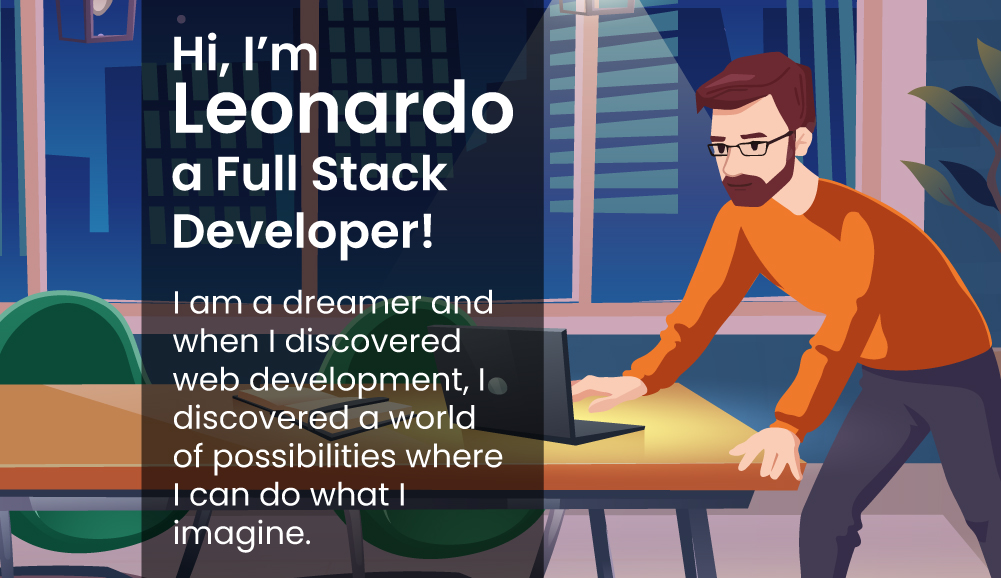 Hi, I’m
Leonardo
a Full Stack
Developer!
I am a dreamer and
when I discovered
web development, I
discovered a world
of possibilities where
I can do what I
imagine.